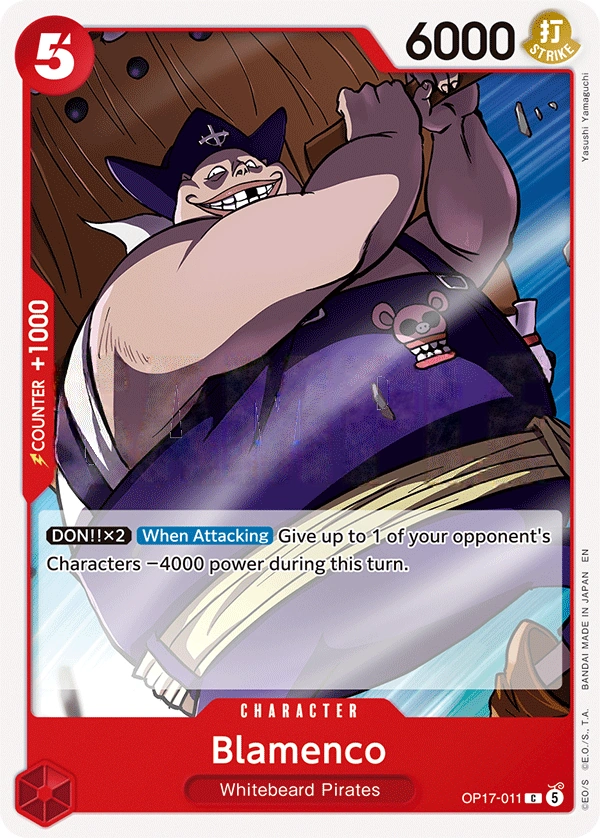 5
6000
打
STRIKE
Yasushi Yamaguchi
COUNTER +1000
DON!!×2 When Attacking Give up to 1 of your opponent's
Characters −4000 power during this turn.
CHARACTER
Blamenco
Whitebeard Pirates
OP17-011 C 5
©EO/S ©E.O./S., T.A. BANDAI MADE IN JAPAN EN